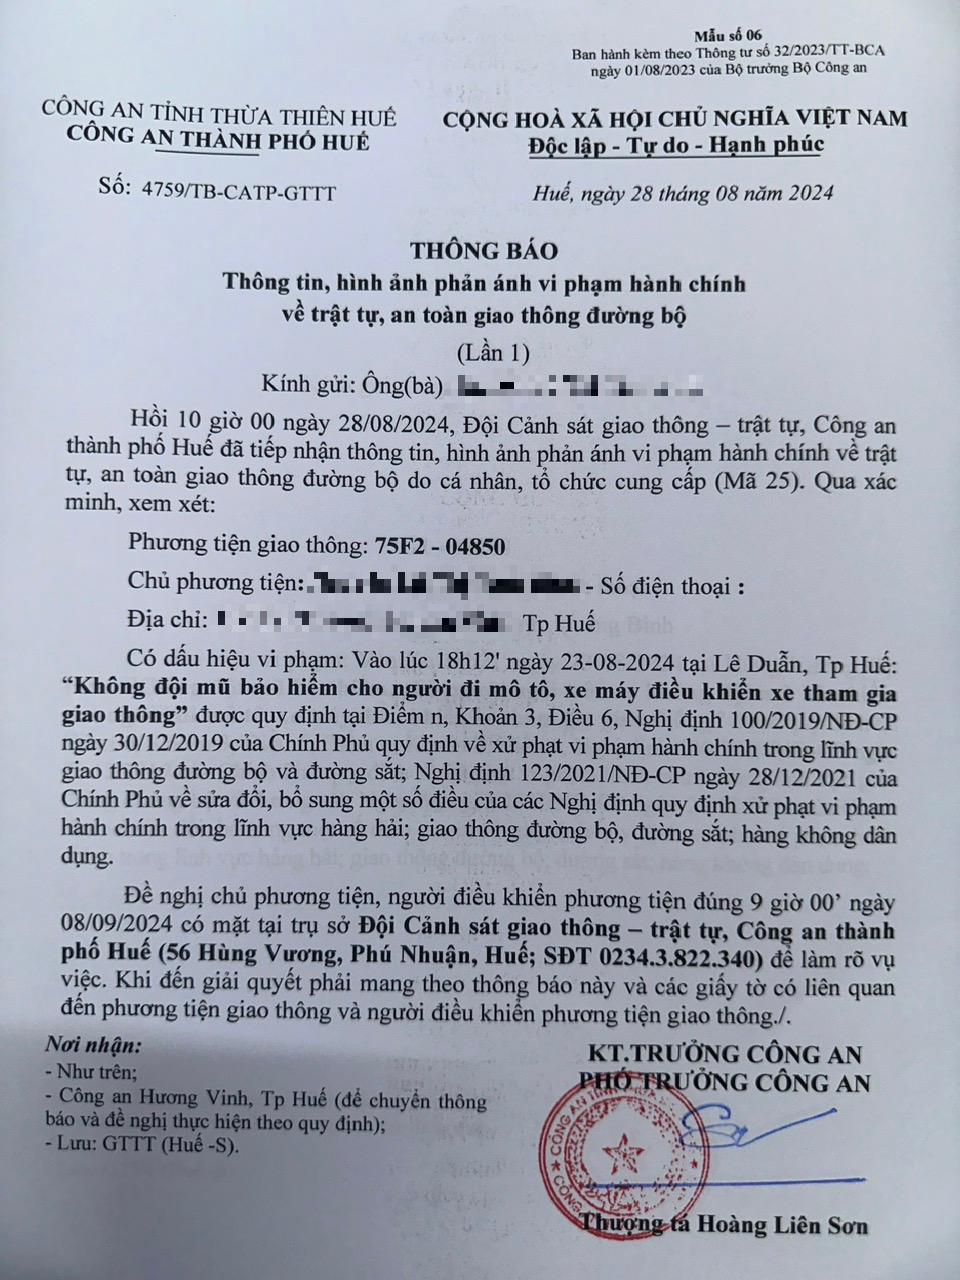 Mẫu số 06
Ban hành kèm theo Thông tư số 32/2023/TT-BCA
ngày 01/08/2023 của Bộ trưởng Bộ Công an
CÔNG AN TỈNH THỪA THIÊN HUẾ
CÔNG AN THÀNH PHỐ HUẾ
CỘNG HOÀ XÃ HỘI CHỦ NGHĨA VIỆT NAM
Độc lập - Tự do - Hạnh phúc
Số: 4759/TB-CATP-GTTT
Huế, ngày 28 tháng 08 năm 2024
THÔNG BÁO
Thông tin, hình ảnh phản ánh vi phạm hành chính
về trật tự, an toàn giao thông đường bộ
(Lần 1)
Kính gửi: Ông(bà)
Hồi 10 giờ 00 ngày 28/08/2024, Đội Cảnh sát giao thông – trật tự, Công an
thành phố Huế đã tiếp nhận thông tin, hình ảnh phản ánh vi phạm hành chính về trật
tự, an toàn giao thông đường bộ do cá nhân, tổ chức cung cấp (Mã 25). Qua xác
minh, xem xét:
Phương tiện giao thông: 75F2 - 04850
Chủ phương tiện: - Số điện thoại :
Địa chỉ: Tp Huế
Có dấu hiệu vi phạm: Vào lúc 18h12' ngày 23-08-2024 tại Lê Duẩn, Tp Huế:
“Không đội mũ bảo hiểm cho người đi mô tô, xe máy điều khiển xe tham gia
giao thông” được quy định tại Điểm n, Khoản 3, Điều 6, Nghị định 100/2019/NĐ-CP
ngày 30/12/2019 của Chính Phủ quy định về xử phạt vi phạm hành chính trong lĩnh vực
giao thông đường bộ và đường sắt; Nghị định 123/2021/NĐ-CP ngày 28/12/2021 của
Chính Phủ về sửa đổi, bổ sung một số điều của các Nghị định quy định xử phạt vi phạm
hành chính trong lĩnh vực hàng hải; giao thông đường bộ, đường sắt; hàng không dân
dụng.
Đề nghị chủ phương tiện, người điều khiển phương tiện đúng 9 giờ 00’ ngày
08/09/2024 có mặt tại trụ sở Đội Cảnh sát giao thông – trật tự, Công an thành
phố Huế (56 Hùng Vương, Phú Nhuận, Huế; SĐT 0234.3.822.340) để làm rõ vụ
việc. Khi đến giải quyết phải mang theo thông báo này và các giấy tờ có liên quan
đến phương tiện giao thông và người điều khiển phương tiện giao thông./.
Nơi nhận:
- Như trên;
- Công an Hương Vinh, Tp Huế (để chuyển thông
báo và đề nghị thực hiện theo quy định);
- Lưu: GTTT (Huế -S).
KT.TRƯỞNG CÔNG AN
PHÓ TRƯỞNG CÔNG AN
Thượng tá Hoàng Liên Sơn